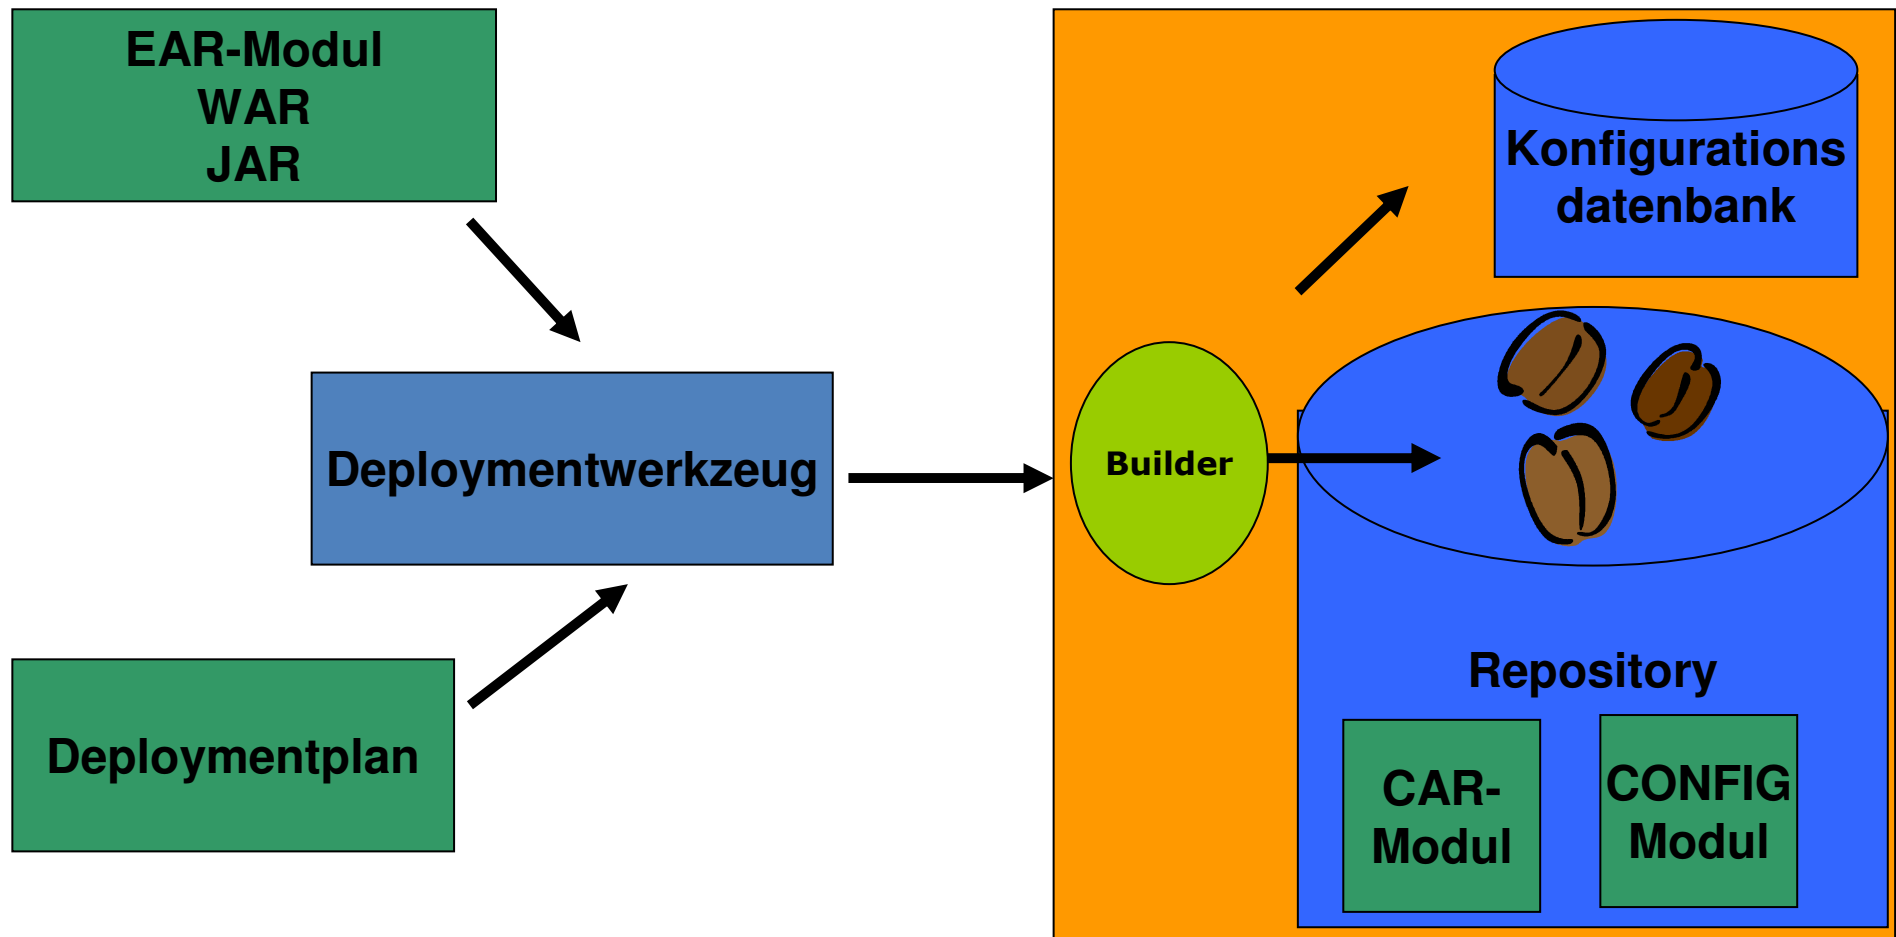 EAR-Modul
WAR
JAR
Konfigurations
datenbank
Deploymentwerkzeug
Builder
Deploymentplan
Repository
CAR-
Modul
CONFIG
Modul